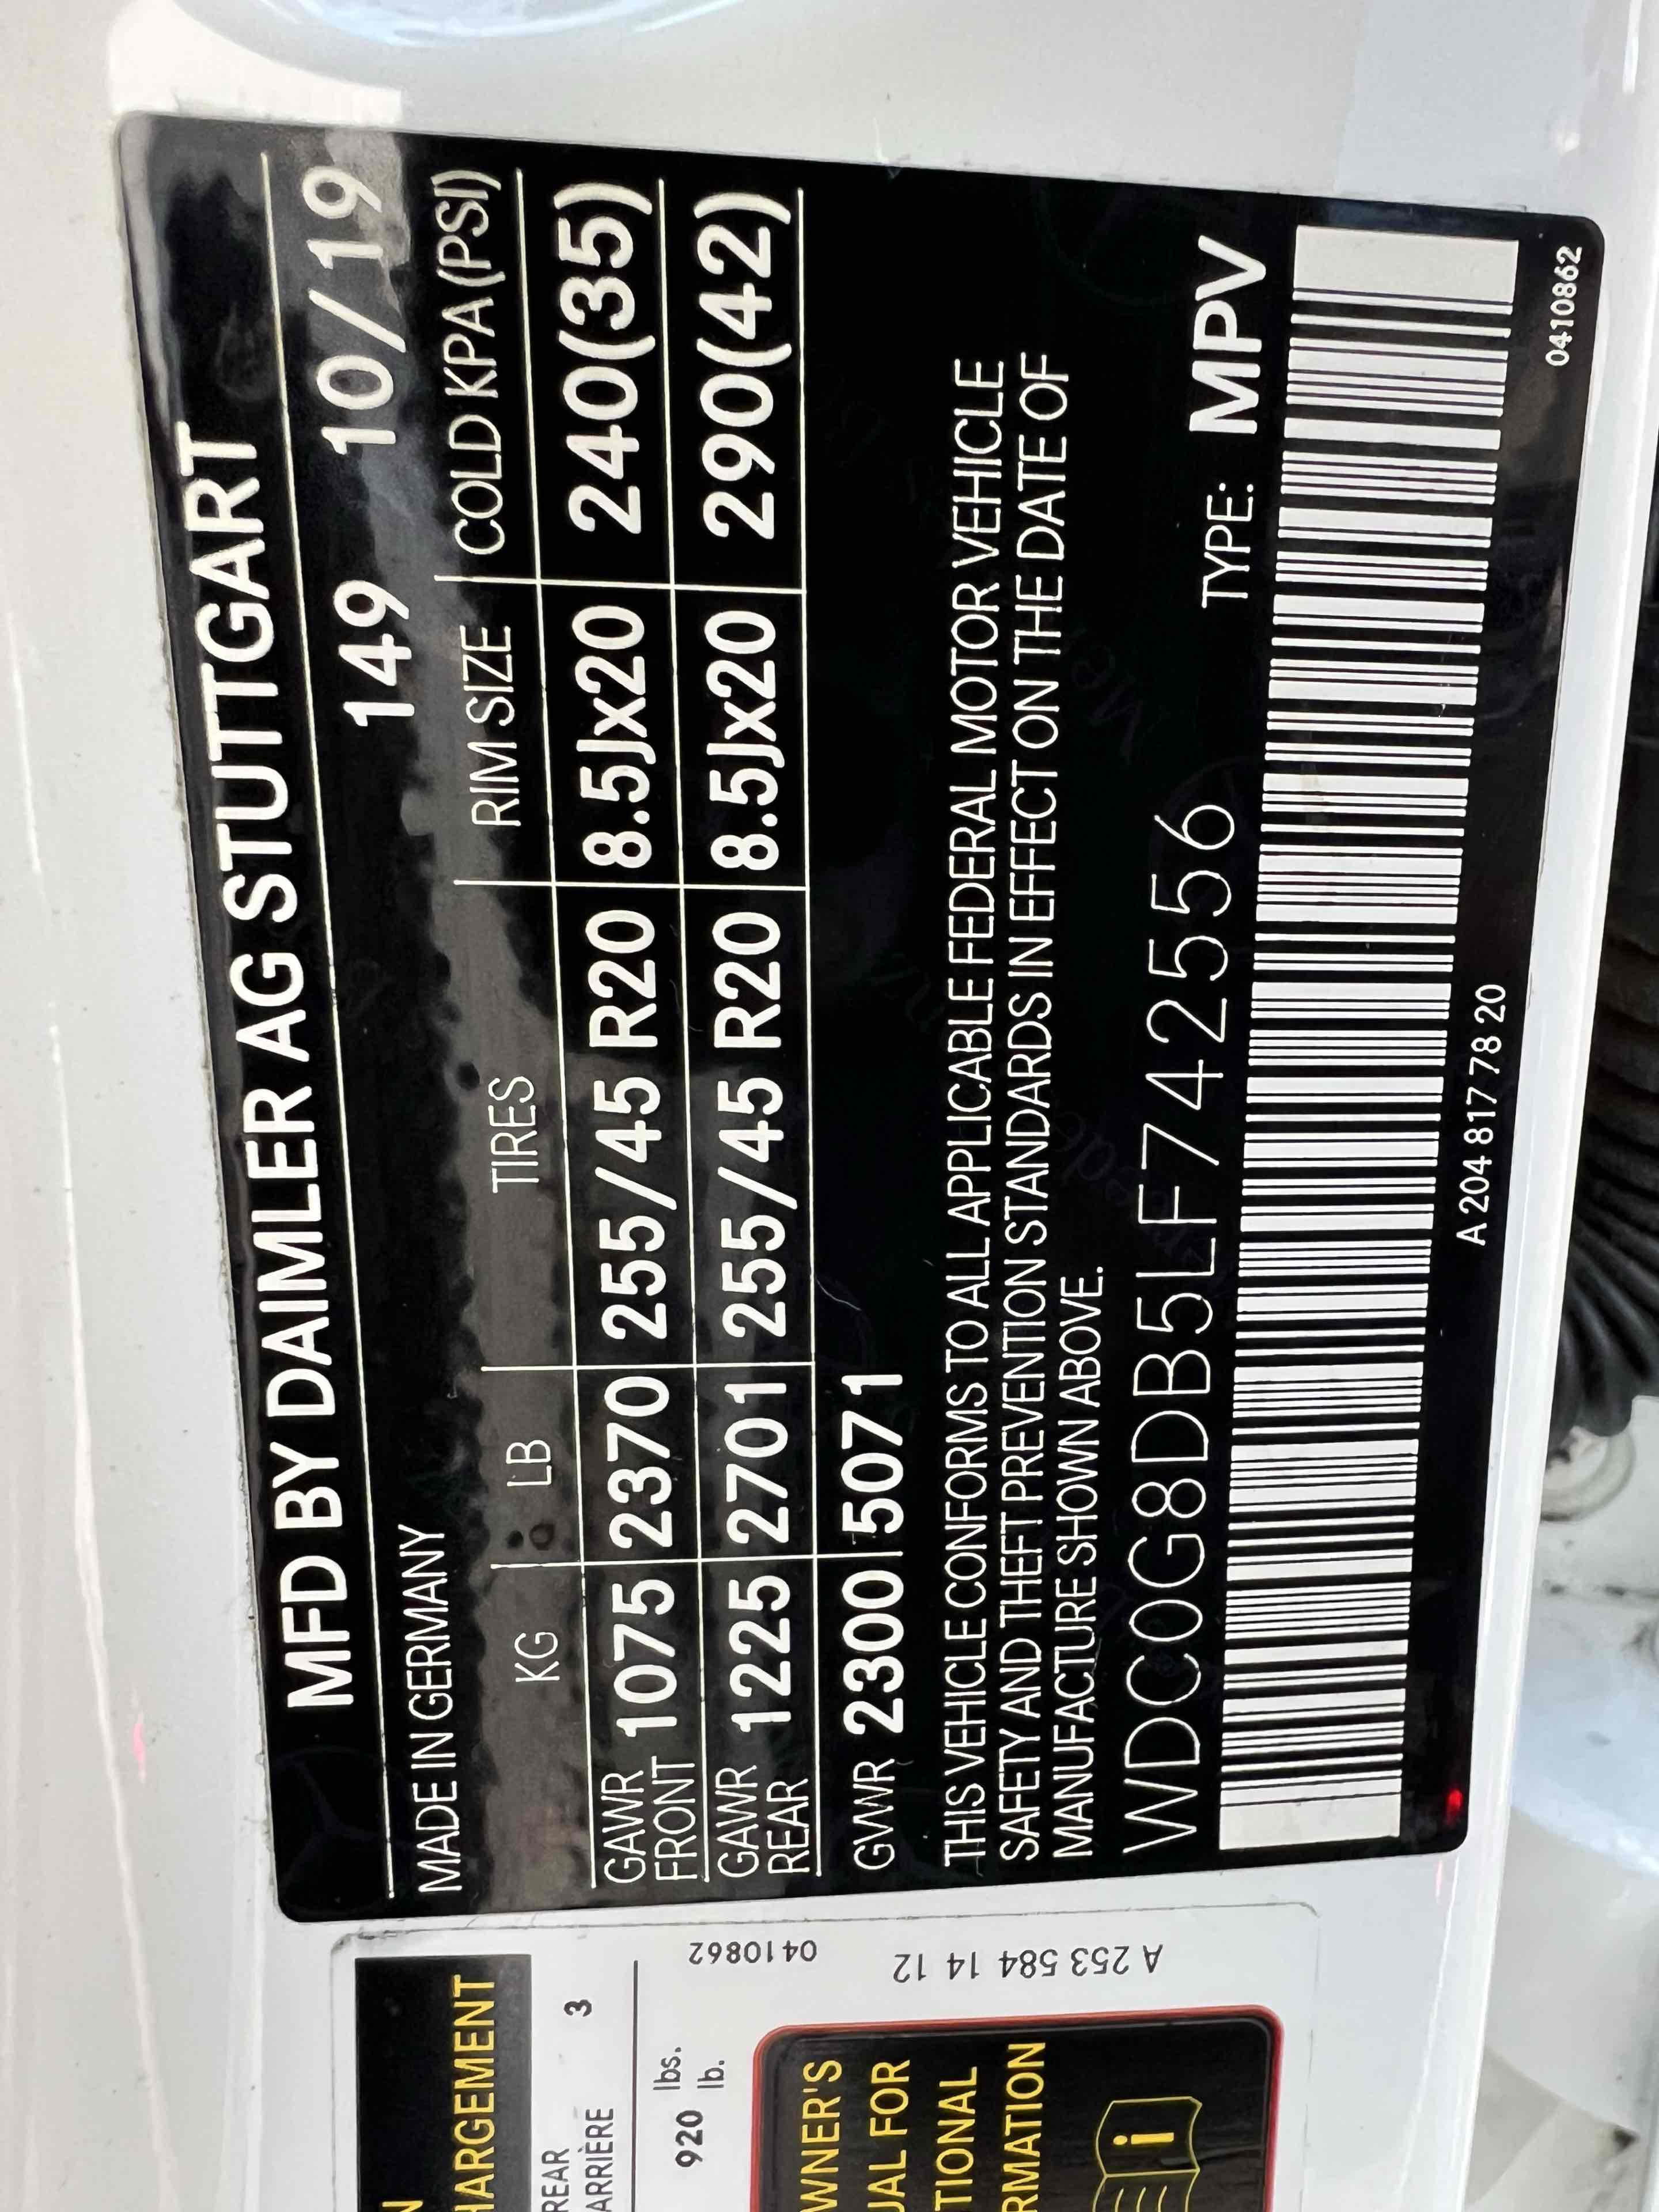 MFD BY DAIMLER AG STUTTGART
MADE IN GERMANY 149 10/19
KG LB TIRES RIM SIZE COLD KPA(PSI)
GAWR FRONT 1075 2370 255/45 R20 8.5Jx20 240(35)
GAWR REAR 1225 2701 255/45 R20 8.5Jx20 290(42)
GVWR 2300 5071
THIS VEHICLE CONFORMS TO ALL APPLICABLE FEDERAL MOTOR VEHICLE
SAFETY AND THEFT PREVENTION STANDARDS IN EFFECT ON THE DATE OF
MANUFACTURE SHOWN ABOVE.
WDC0G8DB5LF742556 TYPE: MPV
A 204 817 78 20
0410862
HARGEMENT
REAR
ARRIÈRE 3
920 lbs.
lb.
0410862
A 253 584 14 12
WNER'S
UAL FOR
TIONAL
RMATION
i